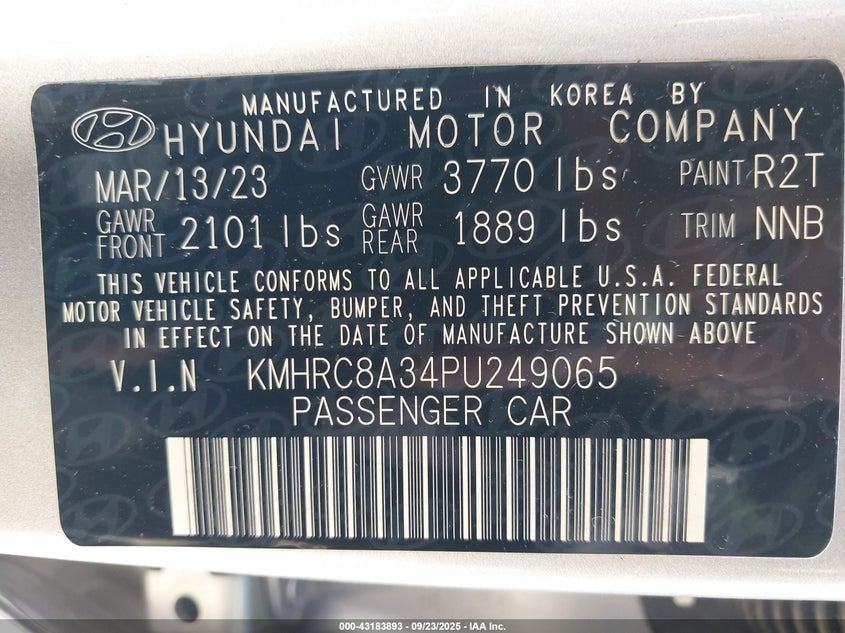 MANUFACTURED IN KOREA BY
HYUNDAI MOTOR COMPANY
MAR/13/23 GVWR 3770 lbs PAINT R2T
GAWR FRONT 2101 lbs GAWR REAR 1889 lbs TRIM NNB
THIS VEHICLE CONFORMS TO ALL APPLICABLE U.S.A. FEDERAL
MOTOR VEHICLE SAFETY, BUMPER, AND THEFT PREVENTION STANDARDS
IN EFFECT ON THE DATE OF MANUFACTURE SHOWN ABOVE
V.I.N KMHRC8A34PU249065
PASSENGER CAR
000-43183893 - 09/23/2025 - IAA Inc.